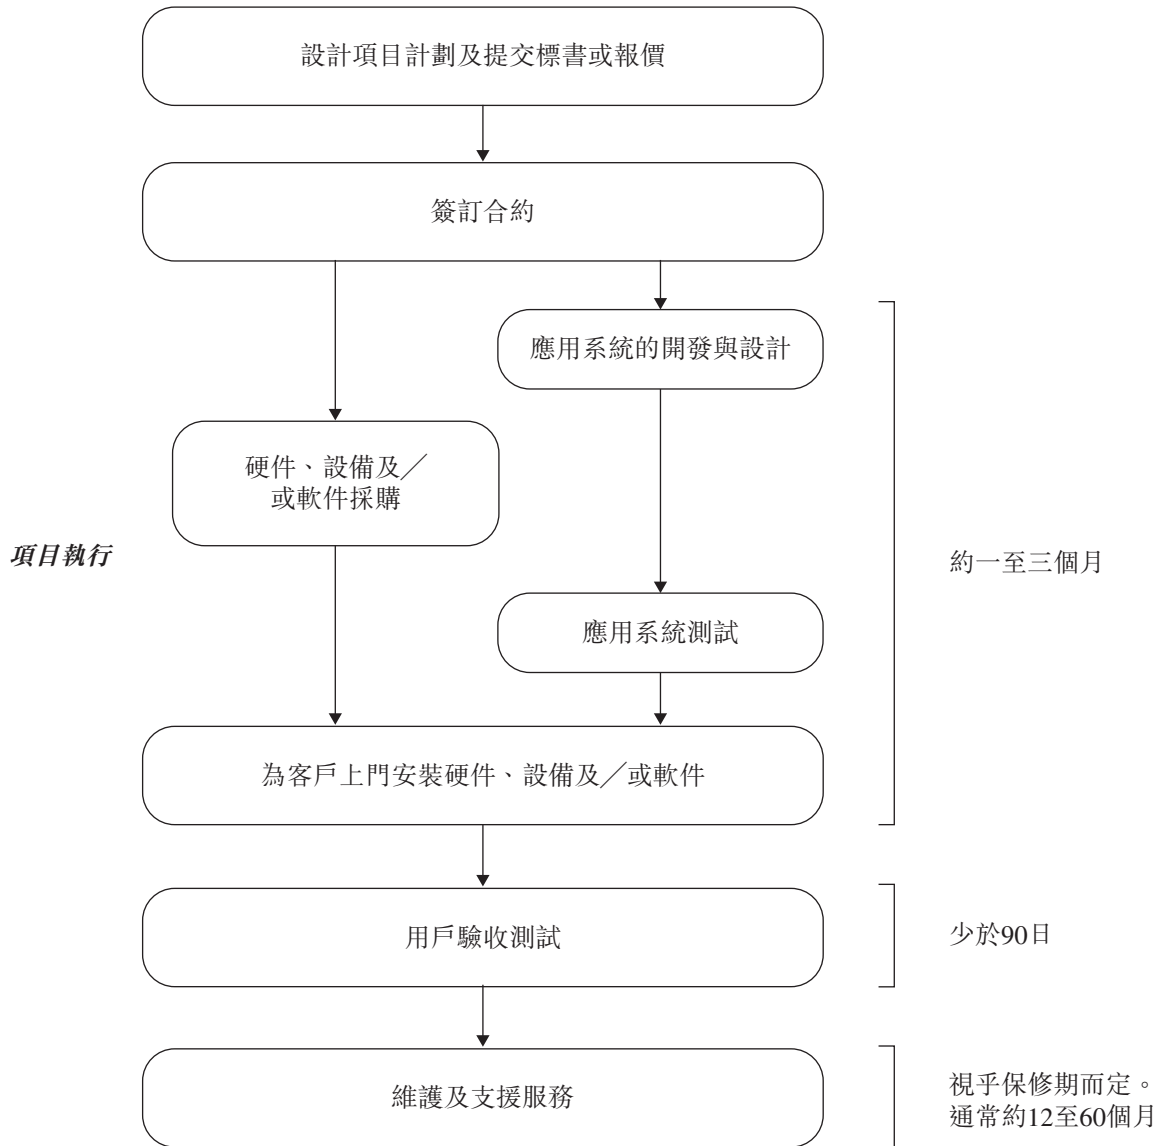 設計項目計劃及提交標書或報價
簽訂合約
應用系統的開發與設計
硬件、設備及╱
或軟件採購
項目執行
約一至三個月
應用系統測試
為客戶上門安裝硬件、設備及╱或軟件
用戶驗收測試
少於90日
維護及支援服務
視乎保修期而定。
通常約12至60個月